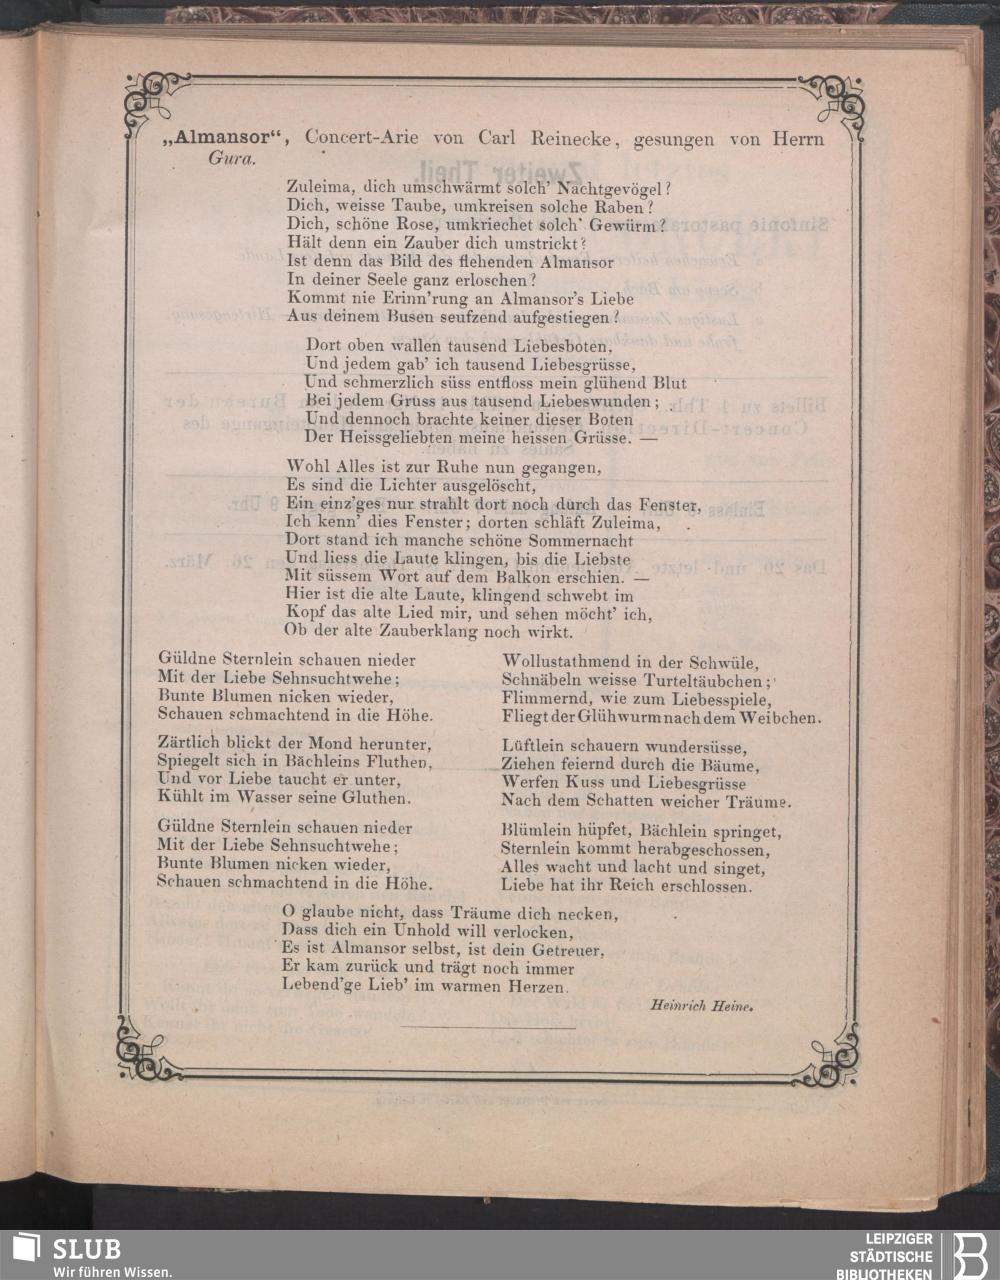 „Almansor“, Concert-Arie von Carl Reinecke, gesungen von Herrn
Gura.
Zuleima, dich umschwärmt solch' Nachtgevögel?
Dich, weisse Taube, umkreisen solche Raben?
Dich, schöne Rose, umkriechet solch' Gewürm?
Hält denn ein Zauber dich umstrickt?
Ist denn das Bild des flehenden Almansor
In deiner Seele ganz erloschen?
Kommt nie Erinn'rung an Almansor's Liebe
Aus deinem Busen seufzend aufgestiegen?
Dort oben wallen tausend Liebesboten,
Und jedem gab' ich tausend Liebesgrüsse,
Und schmerzlich süss entfloss mein glühend Blut
Bei jedem Gruss aus tausend Liebeswunden;
Und dennoch brachte keiner dieser Boten
Der Heissgeliebten meine heissen Grüsse. —
Wohl Alles ist zur Ruhe nun gegangen,
Es sind die Lichter ausgelöscht,
Ein einz'ges nur strahlt dort noch durch das Fenster,
Ich kenn' dies Fenster; dorten schläft Zuleima,
Dort stand ich manche schöne Sommernacht
Und liess die Laute klingen, bis die Liebste
Mit süssem Wort auf dem Balkon erschien. —
Hier ist die alte Laute, klingend schwebt im
Kopf das alte Lied mir, und sehen möcht' ich,
Ob der alte Zauberklang noch wirkt.
Güldne Sternlein schauen nieder
Mit der Liebe Sehnsuchtwehe;
Bunte Blumen nicken wieder,
Schauen schmachtend in die Höhe.
Zärtlich blickt der Mond herunter,
Spiegelt sich in Bächleins Fluthen,
Und vor Liebe taucht er unter,
Kühlt im Wasser seine Gluthen.
Güldne Sternlein schauen nieder
Mit der Liebe Sehnsuchtwehe;
Bunte Blumen nicken wieder,
Schauen schmachtend in die Höhe.
Wollustathmend in der Schwüle,
Schnäbeln weisse Turteltäubchen;
Flimmernd, wie zum Liebesspiele,
Fliegt der Glühwurm nach dem Weibchen.
Lüftlein schauern wundersüsse,
Ziehen feiernd durch die Bäume,
Werfen Kuss und Liebesgrüsse
Nach dem Schatten weicher Träume.
Blümlein hüpfet, Bächlein springet,
Sternlein kommt herabgeschossen,
Alles wacht und lacht und singet,
Liebe hat ihr Reich erschlossen.
O glaube nicht, dass Träume dich necken,
Dass dich ein Unhold will verlocken,
Es ist Almansor selbst, ist dein Getreuer,
Er kam zurück und trägt noch immer
Lebend'ge Lieb' im warmen Herzen.
Heinrich Heine.
SLUB
Wir führen Wissen.
LEIPZIGER
STÄDTISCHE
BIBLIOTHEKEN